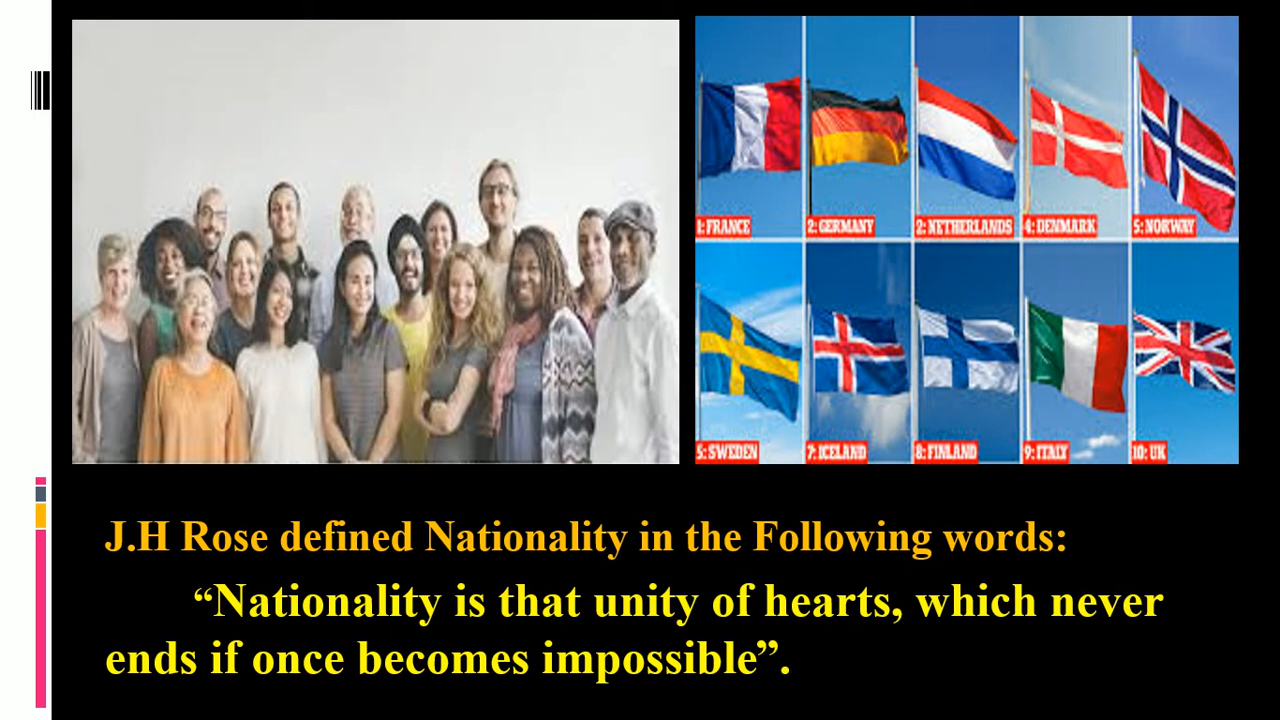 1: FRANCE
2: GERMANY
2: NETHERLANDS
4: DENMARK
5: NORWAY
5: SWEDEN
7: ICELAND
8: FINLAND
9: ITALY
10: UK
J.H Rose defined Nationality in the Following words:
“Nationality is that unity of hearts, which never
ends if once becomes impossible”.